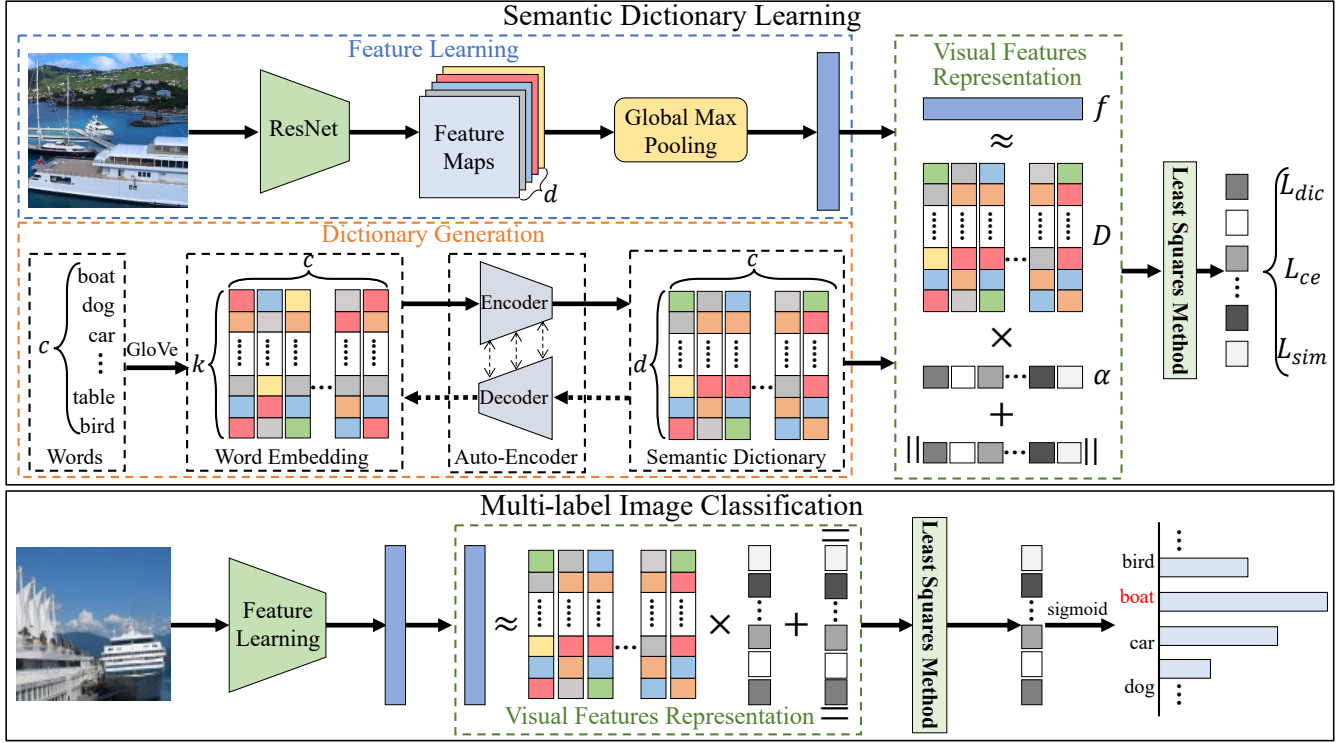 Semantic Dictionary Learning
Feature Learning
ResNet
Feature
Maps
d
Global Max
Pooling
Visual Features
Representation
f
≈
D
×
α
+
|| ||
Least Squares Method
L_dic
L_ce
L_sim
Dictionary Generation
c
boat
dog
car
table
bird
Words
GloVe
c
k
Word Embedding
Encoder
Decoder
Auto-Encoder
c
d
Semantic Dictionary
Multi-label Image Classification
Feature
Learning
≈
×
+
Visual Features Representation
Least Squares Method
sigmoid
bird
boat
car
dog